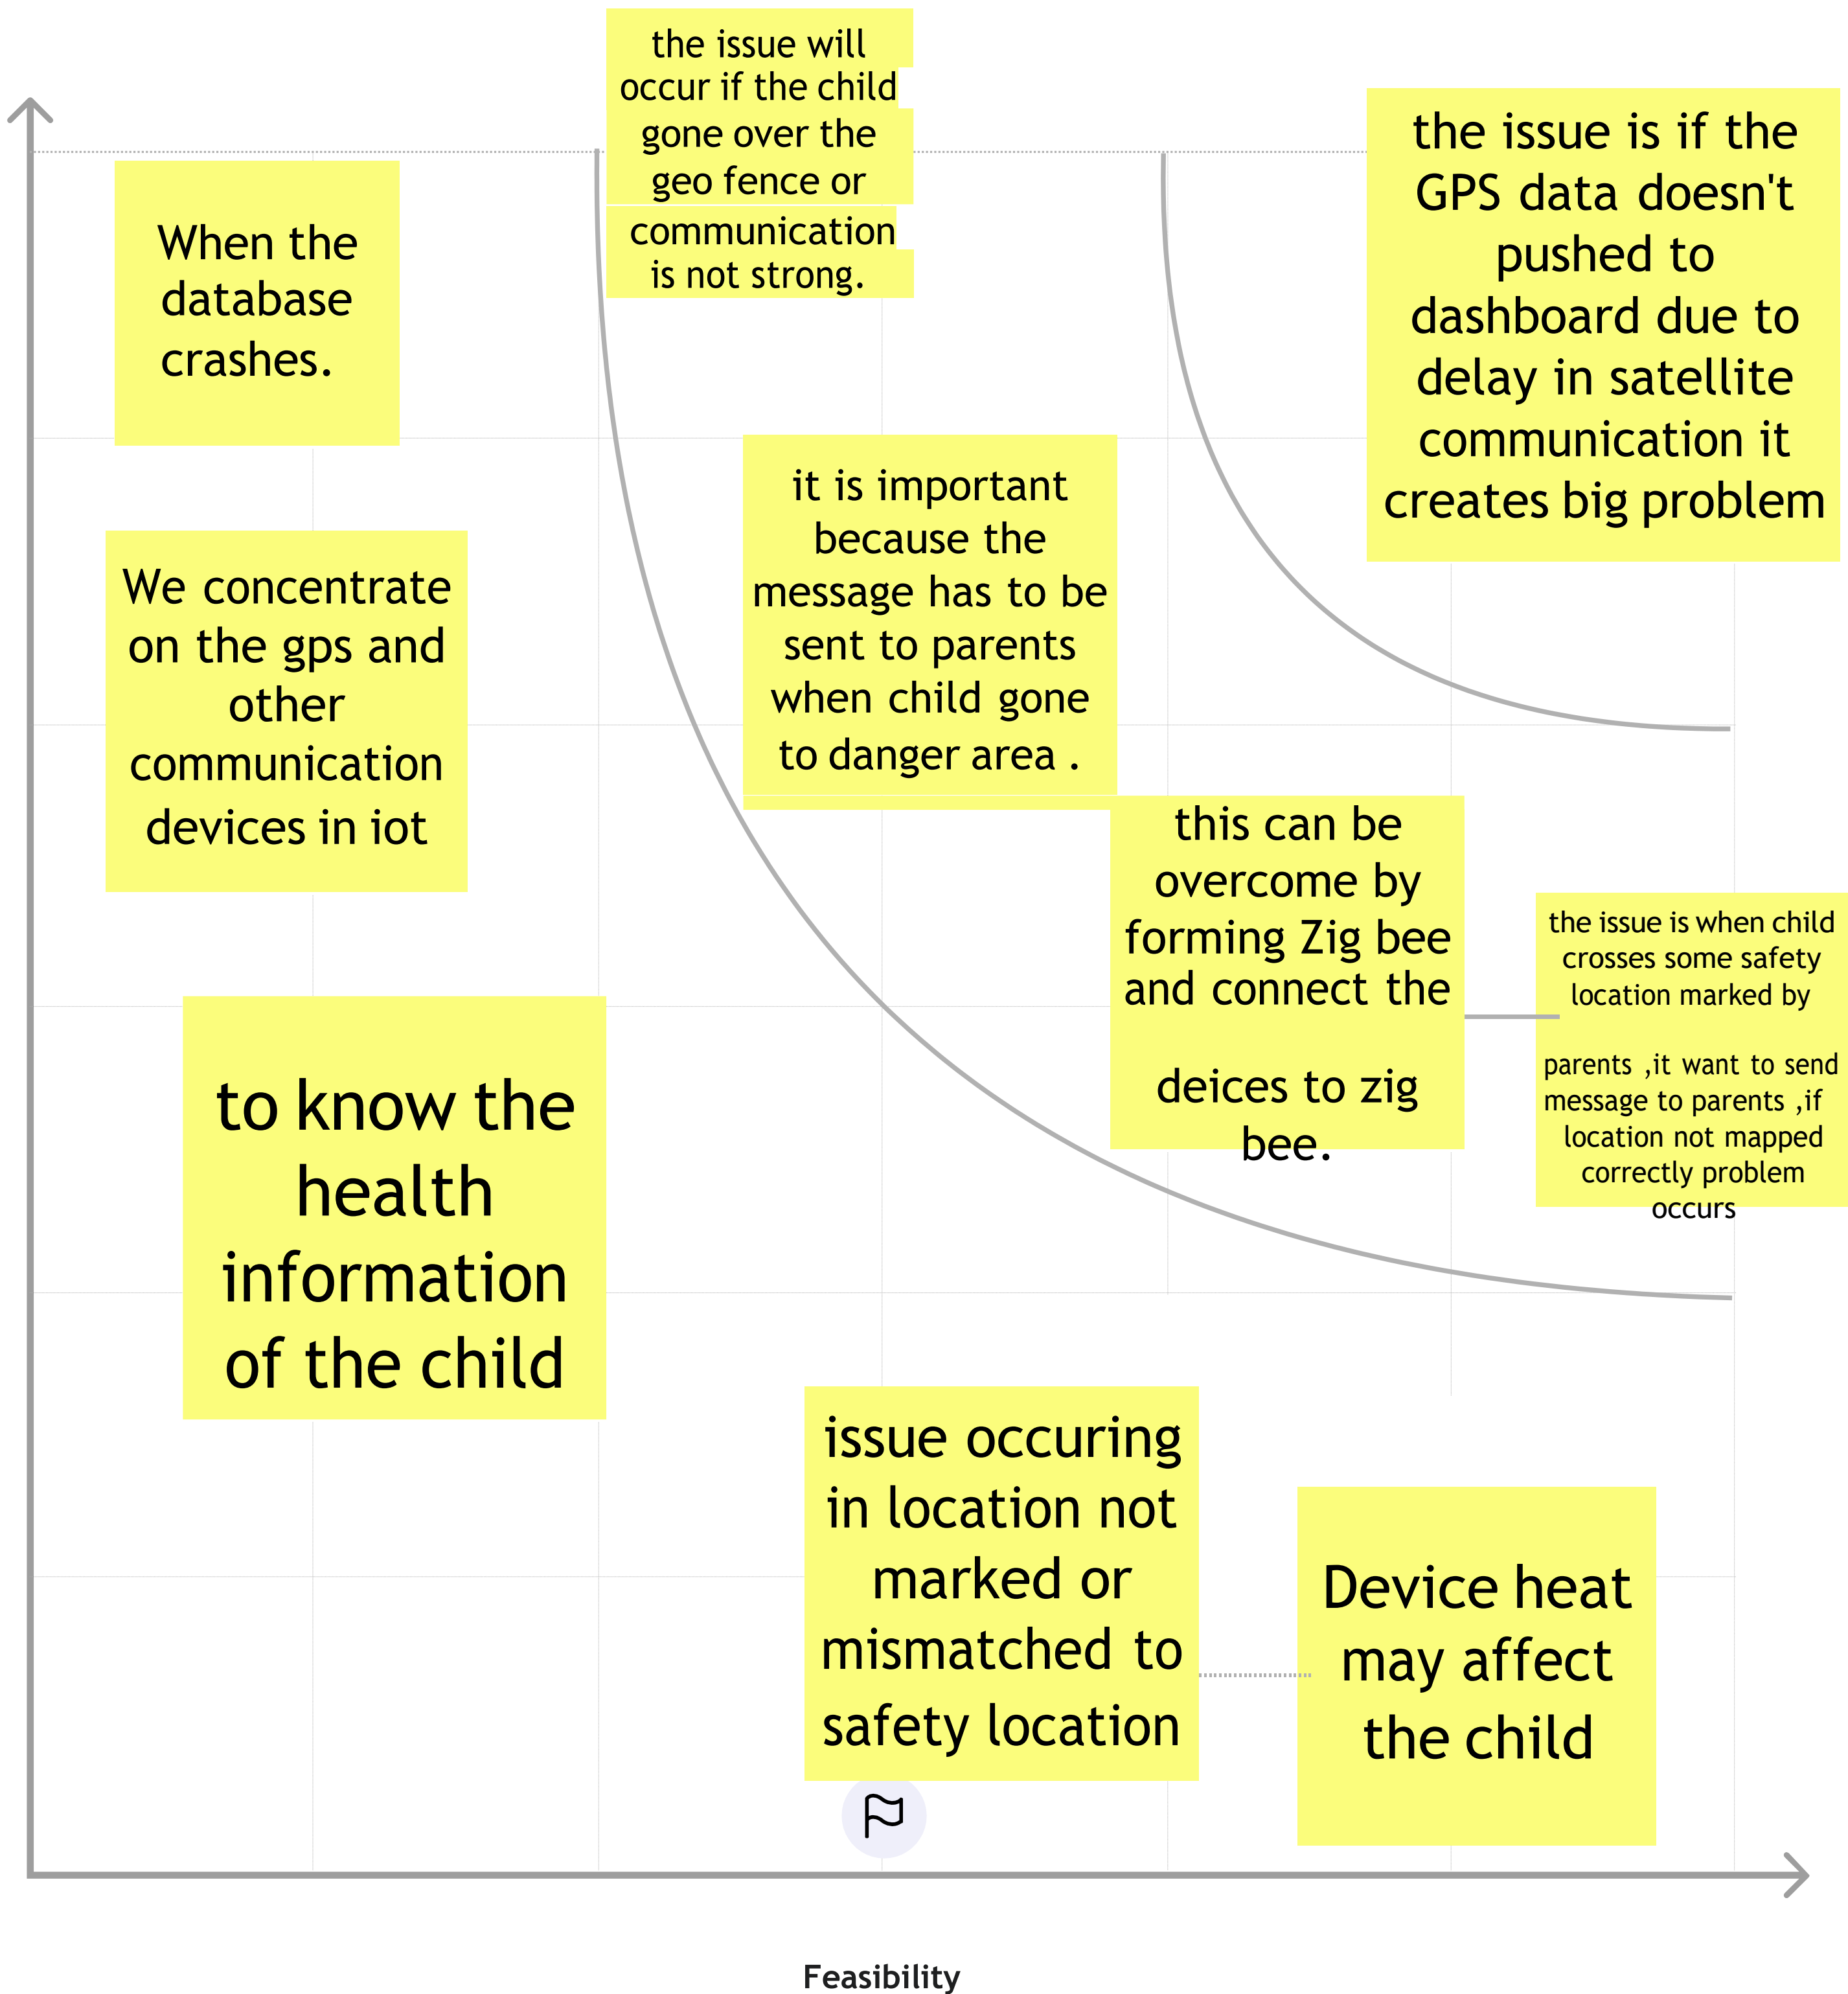 the issue will
occur if the child
gone over the
geo fence or
communication
is not strong.
the issue is if the
GPS data doesn't
pushed to
dashboard due to
delay in satellite
communication it
creates big problem
When the
database
crashes.
it is important
because the
message has to be
sent to parents
when child gone
to danger area .
We concentrate
on the gps and
other
communication
devices in iot
this can be
overcome by
forming Zig bee
and connect the
deices to zig
bee.
the issue is when child
crosses some safety
location marked by
parents ,it want to send
message to parents ,if
location not mapped
correctly problem
occurs
to know the
health
information
of the child
issue occuring
in location not
marked or
mismatched to
safety location
Device heat
may affect
the child
Feasibility